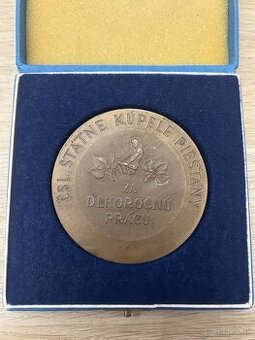 ČSL. ŠTÁTNE KÚPELE PIEŠŤANY
ZA
DLHOROČNÚ
PRÁCU